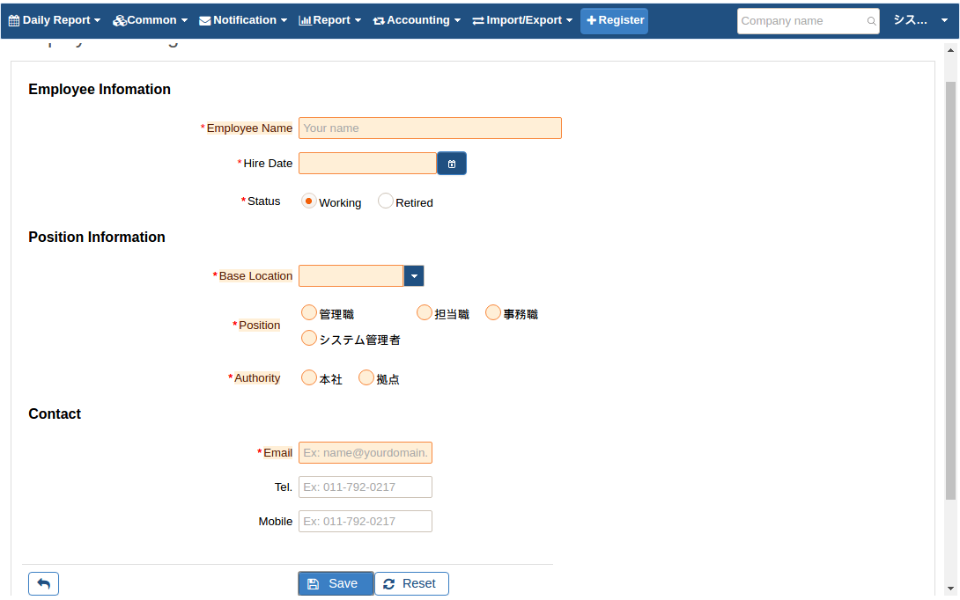 Daily Report Common Notification Report Accounting Import/Export Register Company name シス...
Employee Infomation
* Employee Name Your name
* Hire Date
* Status Working Retired
Position Information
* Base Location
* Position 管理職 担当職 事務職
システム管理者
* Authority 本社 拠点
Contact
* Email Ex: name@yourdomain.
Tel. Ex: 011-792-0217
Mobile Ex: 011-792-0217
Save Reset